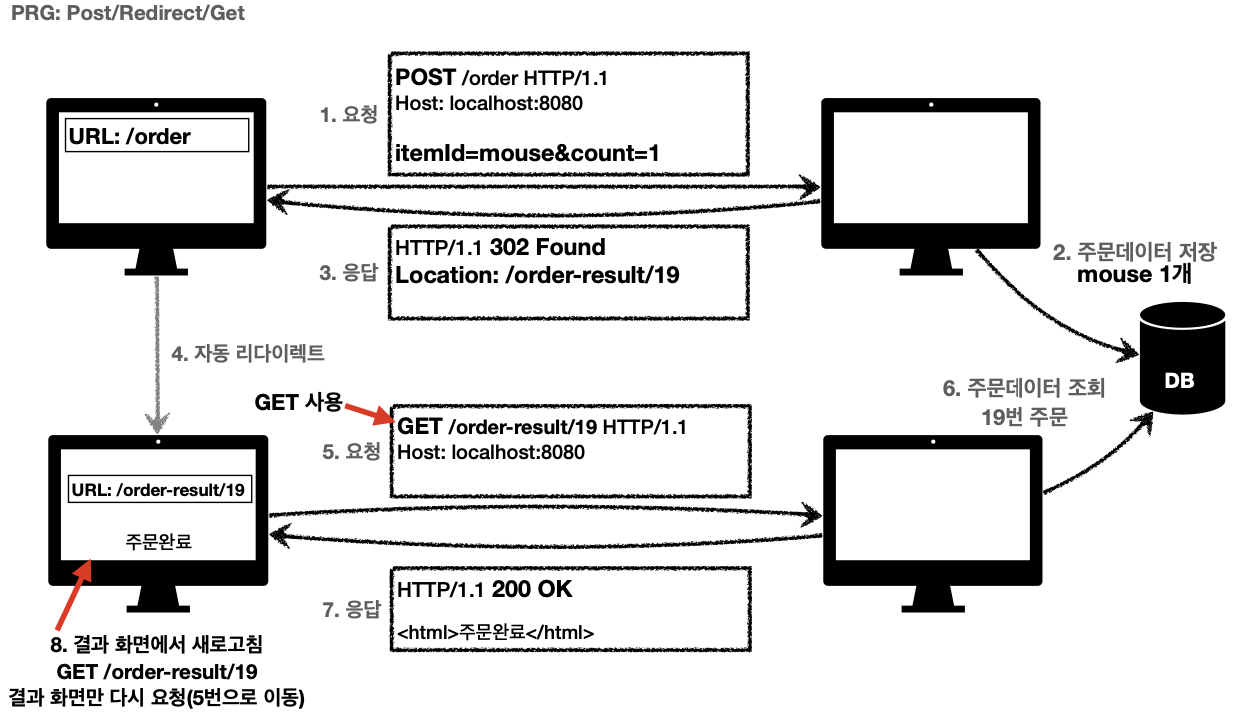 PRG: Post/Redirect/Get
URL: /order
1. 요청
POST /order HTTP/1.1
Host: localhost:8080
itemId=mouse&count=1
3. 응답
HTTP/1.1 302 Found
Location: /order-result/19
2. 주문데이터 저장
mouse 1개
DB
4. 자동 리다이렉트
GET 사용
5. 요청
GET /order-result/19 HTTP/1.1
Host: localhost:8080
6. 주문데이터 조회
19번 주문
URL: /order-result/19
주문완료
7. 응답
HTTP/1.1 200 OK
<html>주문완료</html>
8. 결과 화면에서 새로고침
GET /order-result/19
결과 화면만 다시 요청(5번으로 이동)